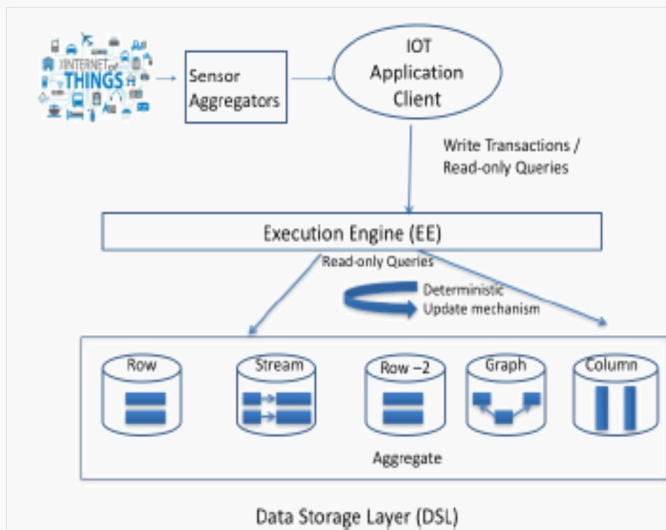 INTERNET of
THINGS
Sensor
Aggregators
IOT
Application
Client
Write Transactions /
Read-only Queries
Execution Engine (EE)
Read-only Queries
Deterministic
Update mechanism
Row
Stream
Row –2
Graph
Column
Aggregate
Data Storage Layer (DSL)